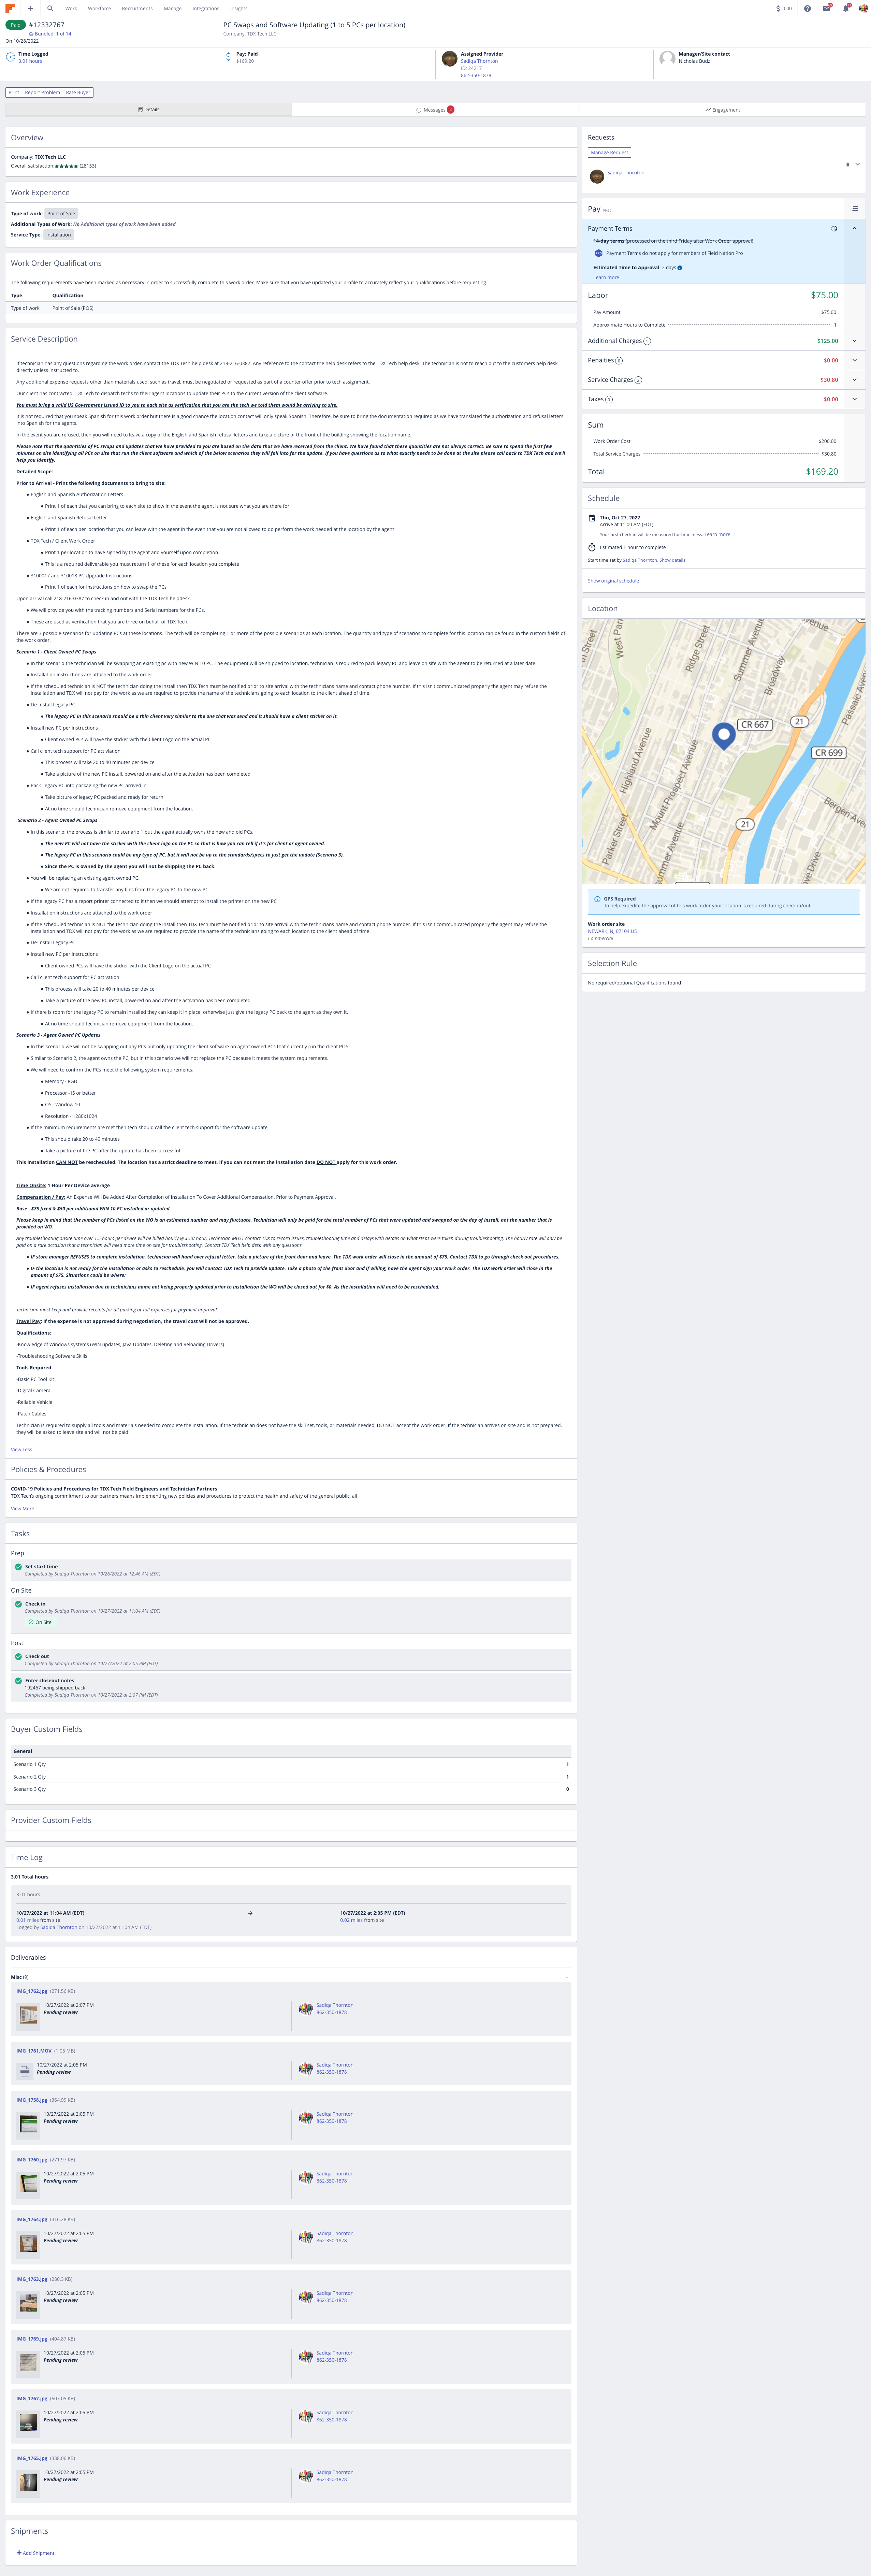 Work Workforce Recruitments Manage Integrations Insights
$ 0.00
Paid #12332767
Bundled: 1 of 14
On 10/28/2022
PC Swaps and Software Updating (1 to 5 PCs per location)
Company: TDX Tech LLC
Time Logged
3.01 hours
Pay: Paid
$169.20
Assigned Provider
Sadiqa Thornton
ID: 24217
862-350-1878
Manager/Site contact
Nicholas Budz
Print Report Problem Rate Buyer
Details
Messages 2
Engagement
Overview
Company: TDX Tech LLC
Overall satisfaction: ★★★★★ (28153)
Work Experience
Type of work: Point of Sale
Additional Types of Work: No Additional types of work have been added
Service Type: Installation
Work Order Qualifications
The following requirements have been marked as necessary in order to successfully complete this work order. Make sure that you have updated your profile to accurately reflect your qualifications before requesting.
Type Qualification
Type of work Point of Sale (POS)
Service Description
If technician has any questions regarding the work order, contact the TDX Tech help desk at 218-216-0387. Any reference to the contact the help desk refers to the TDX Tech help desk. The technician is not to reach out to the customers help desk
directly unless instructed to.
Any additional expense requests other than materials used, such as travel, must be negotiated or requested as part of a counter offer prior to tech assignment.
Our client has contracted TDX Tech to dispatch techs to their agent locations to update their PCs to the current version of the client software.
You must bring a valid US Government issued ID to you to each site as verification that you are the tech we told them would be arriving to site.
It is not required that you speak Spanish for this work order but there is a good chance the location contact will only speak Spanish. Therefore, be sure to bring the documentation required as we have translated the authorization and refusal letters
into Spanish for the agents.
In the event you are refused, then you will need to leave a copy of the English and Spanish refusal letters and take a picture of the front of the building showing the location name.
Please note that the quantities of PC swaps and updates that we have provided to you are based on the data that we have received from the client. We have found that these quantities are not always correct. Be sure to spend the first few
minutes on site identifying all PCs on site that run the client software and which of the below scenarios they will fall into for the update. If you have questions as to what exactly needs to be done at the site please call back to TDX Tech and we'll
help you identify.
Detailed Scope:
Prior to Arrival - Print the following documents to bring to site:
● English and Spanish Authorization Letters
● Print 1 of each that you can bring to each site to show in the event the agent is not sure what you are there for
● English and Spanish Refusal Letter
● Print 1 of each per location that you can leave with the agent in the event that you are not allowed to do perform the work needed at the location by the agent
● TDX Tech / Client Work Order
● Print 1 per location to have signed by the agent and yourself upon completion
● This is a required deliverable you must return 1 of these for each location you complete
● 3100017 and 310018 PC Upgrade Instructions
● Print 1 of each for instructions on how to swap the PCs
Upon arrival call 218-216-0387 to check in and out with the TDX Tech helpdesk.
● We will provide you with the tracking numbers and Serial numbers for the PCs.
● These are used as verification that you are three on behalf of TDX Tech.
There are 3 possible scenarios for updating PCs at these locations. The tech will be completing 1 or more of the possible scenarios at each location. The quantity and type of scenarios to complete for this location can be found in the custom fields of
the work order.
Scenario 1 - Client Owned PC Swaps
● In this scenario the technician will be swapping an existing pc with new WIN 10 PC. The equipment will be shipped to location, technician is required to pack legacy PC and leave on site with the agent to be returned at a later date.
● Installation instructions are attached to the work order
● If the scheduled technician is NOT the technician doing the install then TDX Tech must be notified prior to site arrival with the technicians name and contact phone number. If this isn't communicated properly the agent may refuse the
installation and TDX will not pay for the work as we are required to provide the name of the technicians going to each location to the client ahead of time.
● De-Install Legacy PC
● The legacy PC in this scenario should be a thin client very similar to the one that was send and it should have a client sticker on it.
● Install new PC per instructions
● Client owned PCs will have the sticker with the Client Logo on the actual PC
● Call client tech support for PC activation
● This process will take 20 to 40 minutes per device
● Take a picture of the new PC install, powered on and after the activation has been completed
● Pack Legacy PC into packaging the new PC arrived in
● Take picture of legacy PC packed and ready for return
● At no time should technician remove equipment from the location.
Scenario 2 - Agent Owned PC Swaps
● In this scenario, the process is similar to scenario 1 but the agent actually owns the new and old PCs.
● The new PC will not have the sticker with the client logo on the PC so that is how you can tell if it's for client or agent owned.
● The legacy PC in this scenario could be any type of PC, but it will not be up to the standards/specs to just get the update (Scenario 3).
● Since the PC is owned by the agent you will not be shipping the PC back.
● You will be replacing an existing agent owned PC.
● We are not required to transfer any files from the legacy PC to the new PC
● If the legacy PC has a report printer connected to it then we should attempt to install the printer on the new PC
● Installation instructions are attached to the work order
● If the scheduled technician is NOT the technician doing the install then TDX Tech must be notified prior to site arrival with the technicians name and contact phone number. If this isn't communicated properly the agent may refuse the
installation and TDX will not pay for the work as we are required to provide the name of the technicians going to each location to the client ahead of time.
● De-Install Legacy PC
● Install new PC per instructions
● Client owned PCs will have the sticker with the Client Logo on the actual PC
● Call client tech support for PC activation
● This process will take 20 to 40 minutes per device
● Take a picture of the new PC install, powered on and after the activation has been completed
● If there is room for the legacy PC to remain installed they can keep it in place; otherwise just give the legacy PC back to the agent as they own it.
● At no time should technician remove equipment from the location.
Scenario 3 - Agent Owned PC Updates
● In this scenario we will not be swapping out any PCs but only updating the client software on agent owned PCs that currently run the client POS.
● Similar to Scenario 2, the agent owns the PC, but in this scenario we will not replace the PC because it meets the system requirements.
● We will need to confirm the PCs meet the following system requirements:
● Memory - 8GB
● Processor - i5 or better
● OS - Window 10
● Resolution - 1280x1024
● If the minimum requirements are met then tech should call the client tech support for the software update
● This should take 20 to 40 minutes
● Take a picture of the PC after the update has been successful
This installation CAN NOT be rescheduled. The location has a strict deadline to meet, if you can not meet the installation date DO NOT apply for this work order.
Time Onsite: 1 Hour Per Device average
Compensation / Pay: An Expense Will Be Added After Completion of Installation To Cover Additional Compensation. Prior to Payment Approval.
Base - $75 fixed & $50 per additional WIN 10 PC installed or updated.
Please keep in mind that the number of PCs listed on the WO is an estimated number and may fluctuate. Technician will only be paid for the total number of PCs that were updated and swapped on the day of install, not the number that is
provided on WO.
Any troubleshooting onsite time over 1.5 hours per device will be billed hourly @ $50/ hour. Technician MUST contact TDX to record issues, troubleshooting time and delays with details on what steps were taken during troubleshooting. The hourly rate will only be
paid on a rare occasion that a technician will need more time on site for extensive troubleshooting. Contact TDX Tech help desk with any questions.
● IF store manager REFUSES to complete installation, technician will hand over refusal letter, take a picture of the front door and leave. The TDX work order will close in the amount of $75. Contact TDX to go through check out procedures.
● If the location is not ready for the installation or asks to reschedule, you will contact TDX Tech to provide update. Take a photo of the front door and if willing, have the agent sign your work order. The TDX work order will close in the
amount of $75. Situations could be where:
● IF agent refuses installation due to technicians name not being properly updated prior to installation the WO will be closed out for $0. As the installation will need to be rescheduled.
Technician must keep and provide receipts for all parking or toll expenses for payment approval.
Travel Pay: If the expense is not approved during negotiation, the travel cost will not be approved.
Qualifications:
-Knowledge of Windows systems (WIN updates, Java Updates, Deleting and Reloading Drivers)
-Troubleshooting Software Skills
Tools Required:
-Basic PC Tool Kit
-Digital Camera
-Reliable Vehicle
-Patch Cables
Technician is required to supply all tools and materials needed to complete the installation. If the technician does not have the skill set, tools, or materials needed, DO NOT accept the work order. If the technician arrives on site and is not prepared,
they will be asked to leave site and will not be paid.
View Less
Policies & Procedures
COVID-19 Policies and Procedures for TDX Tech Field Engineers and Technician Partners
TDX Tech's ongoing commitment to our partners means implementing new policies and procedures to protect the health and safety of the general public, all
View More
Tasks
Prep
Set start time
Completed by Sadiqa Thornton on 10/26/2022 at 12:46 AM (EDT)
On Site
Check in
Completed by Sadiqa Thornton on 10/27/2022 at 11:04 AM (EDT)
On Site
Post
Check out
Completed by Sadiqa Thornton on 10/27/2022 at 2:05 PM (EDT)
Enter closeout notes
192467 being shipped back
Completed by Sadiqa Thornton on 10/27/2022 at 2:07 PM (EDT)
Buyer Custom Fields
General
Scenario 1 Qty 1
Scenario 2 Qty 1
Scenario 3 Qty 0
Provider Custom Fields
Time Log
3.01 Total hours
3.01 hours
10/27/2022 at 11:04 AM (EDT) → 10/27/2022 at 2:05 PM (EDT)
0.01 miles from site 0.02 miles from site
Logged by Sadiqa Thornton on 10/27/2022 at 11:04 AM (EDT)
Deliverables
Misc (9)
IMG_1762.jpg (271.56 KB)
10/27/2022 at 2:07 PM Sadiqa Thornton
Pending review 862-350-1878
IMG_1761.MOV (1.05 MB)
10/27/2022 at 2:05 PM Sadiqa Thornton
Pending review 862-350-1878
IMG_1758.jpg (364.99 KB)
10/27/2022 at 2:05 PM Sadiqa Thornton
Pending review 862-350-1878
IMG_1760.jpg (271.97 KB)
10/27/2022 at 2:05 PM Sadiqa Thornton
Pending review 862-350-1878
IMG_1764.jpg (316.28 KB)
10/27/2022 at 2:05 PM Sadiqa Thornton
Pending review 862-350-1878
IMG_1763.jpg (280.3 KB)
10/27/2022 at 2:05 PM Sadiqa Thornton
Pending review 862-350-1878
IMG_1769.jpg (404.87 KB)
10/27/2022 at 2:05 PM Sadiqa Thornton
Pending review 862-350-1878
IMG_1767.jpg (607.05 KB)
10/27/2022 at 2:05 PM Sadiqa Thornton
Pending review 862-350-1878
IMG_1765.jpg (338.06 KB)
10/27/2022 at 2:05 PM Sadiqa Thornton
Pending review 862-350-1878
Shipments
Add Shipment
Requests
Manage Request
Sadiqa Thornton
Pay
Payment Terms
14-day terms (processed on the third Friday after Work Order approval)
Payment Terms do not apply for members of Field Nation Pro
Estimated Time to Approval: 2 days
Learn more
Labor $75.00
Pay Amount $75.00
Approximate Hours to Complete 1
Additional Charges 1 $125.00
Penalties 0 $0.00
Service Charges 2 $30.80
Taxes 0 $0.00
Sum
Work Order Cost $200.00
Total Service Charges $30.80
Total $169.20
Schedule
Thu, Oct 27, 2022
Arrive at 11:00 AM (EDT)
Your first check in will be measured for timeliness. Learn more
Estimated 1 hour to complete
Start time set by Sadiqa Thornton. Show details.
Show original schedule
Location
West Park
Ridge Street
Summer Avenue
Broadway
CR 667
21
CR 699
Highland Avenue
Mount Prospect Avenue
Parker Street
Summer Avenue
21
GPS Required
To help expedite the approval of this work order your location is required during check in/out.
Work order site
NEWARK, NJ 07104 US
Commercial
Selection Rule
No required/optional Qualifications found